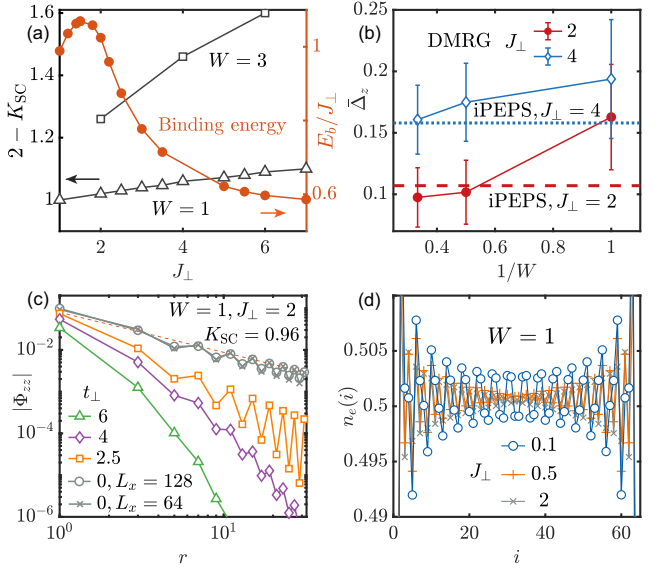 (a)
1.6
1.4
1.2
1.0
2 − K_SC
W = 3
Binding energy
W = 1
1
0.6
E_b/J_⊥
2 4 6
J_⊥
(b)
0.25
0.2
0.15
0.1
Δ̄_z
DMRG J_⊥
2
4
iPEPS, J_⊥ = 4
iPEPS, J_⊥ = 2
0.4 0.6 0.8 1
1/W
(c)
W = 1, J_⊥ = 2
K_SC = 0.96
10^-2
10^-4
10^-6
|Φ_zz|
t_⊥
6
4
2.5
0, L_x = 128
0, L_x = 64
10^0 10^1
r
(d)
W = 1
0.505
0.5
0.495
0.49
n_e(i)
J_⊥
0.1
0.5
2
0 20 40 60
i